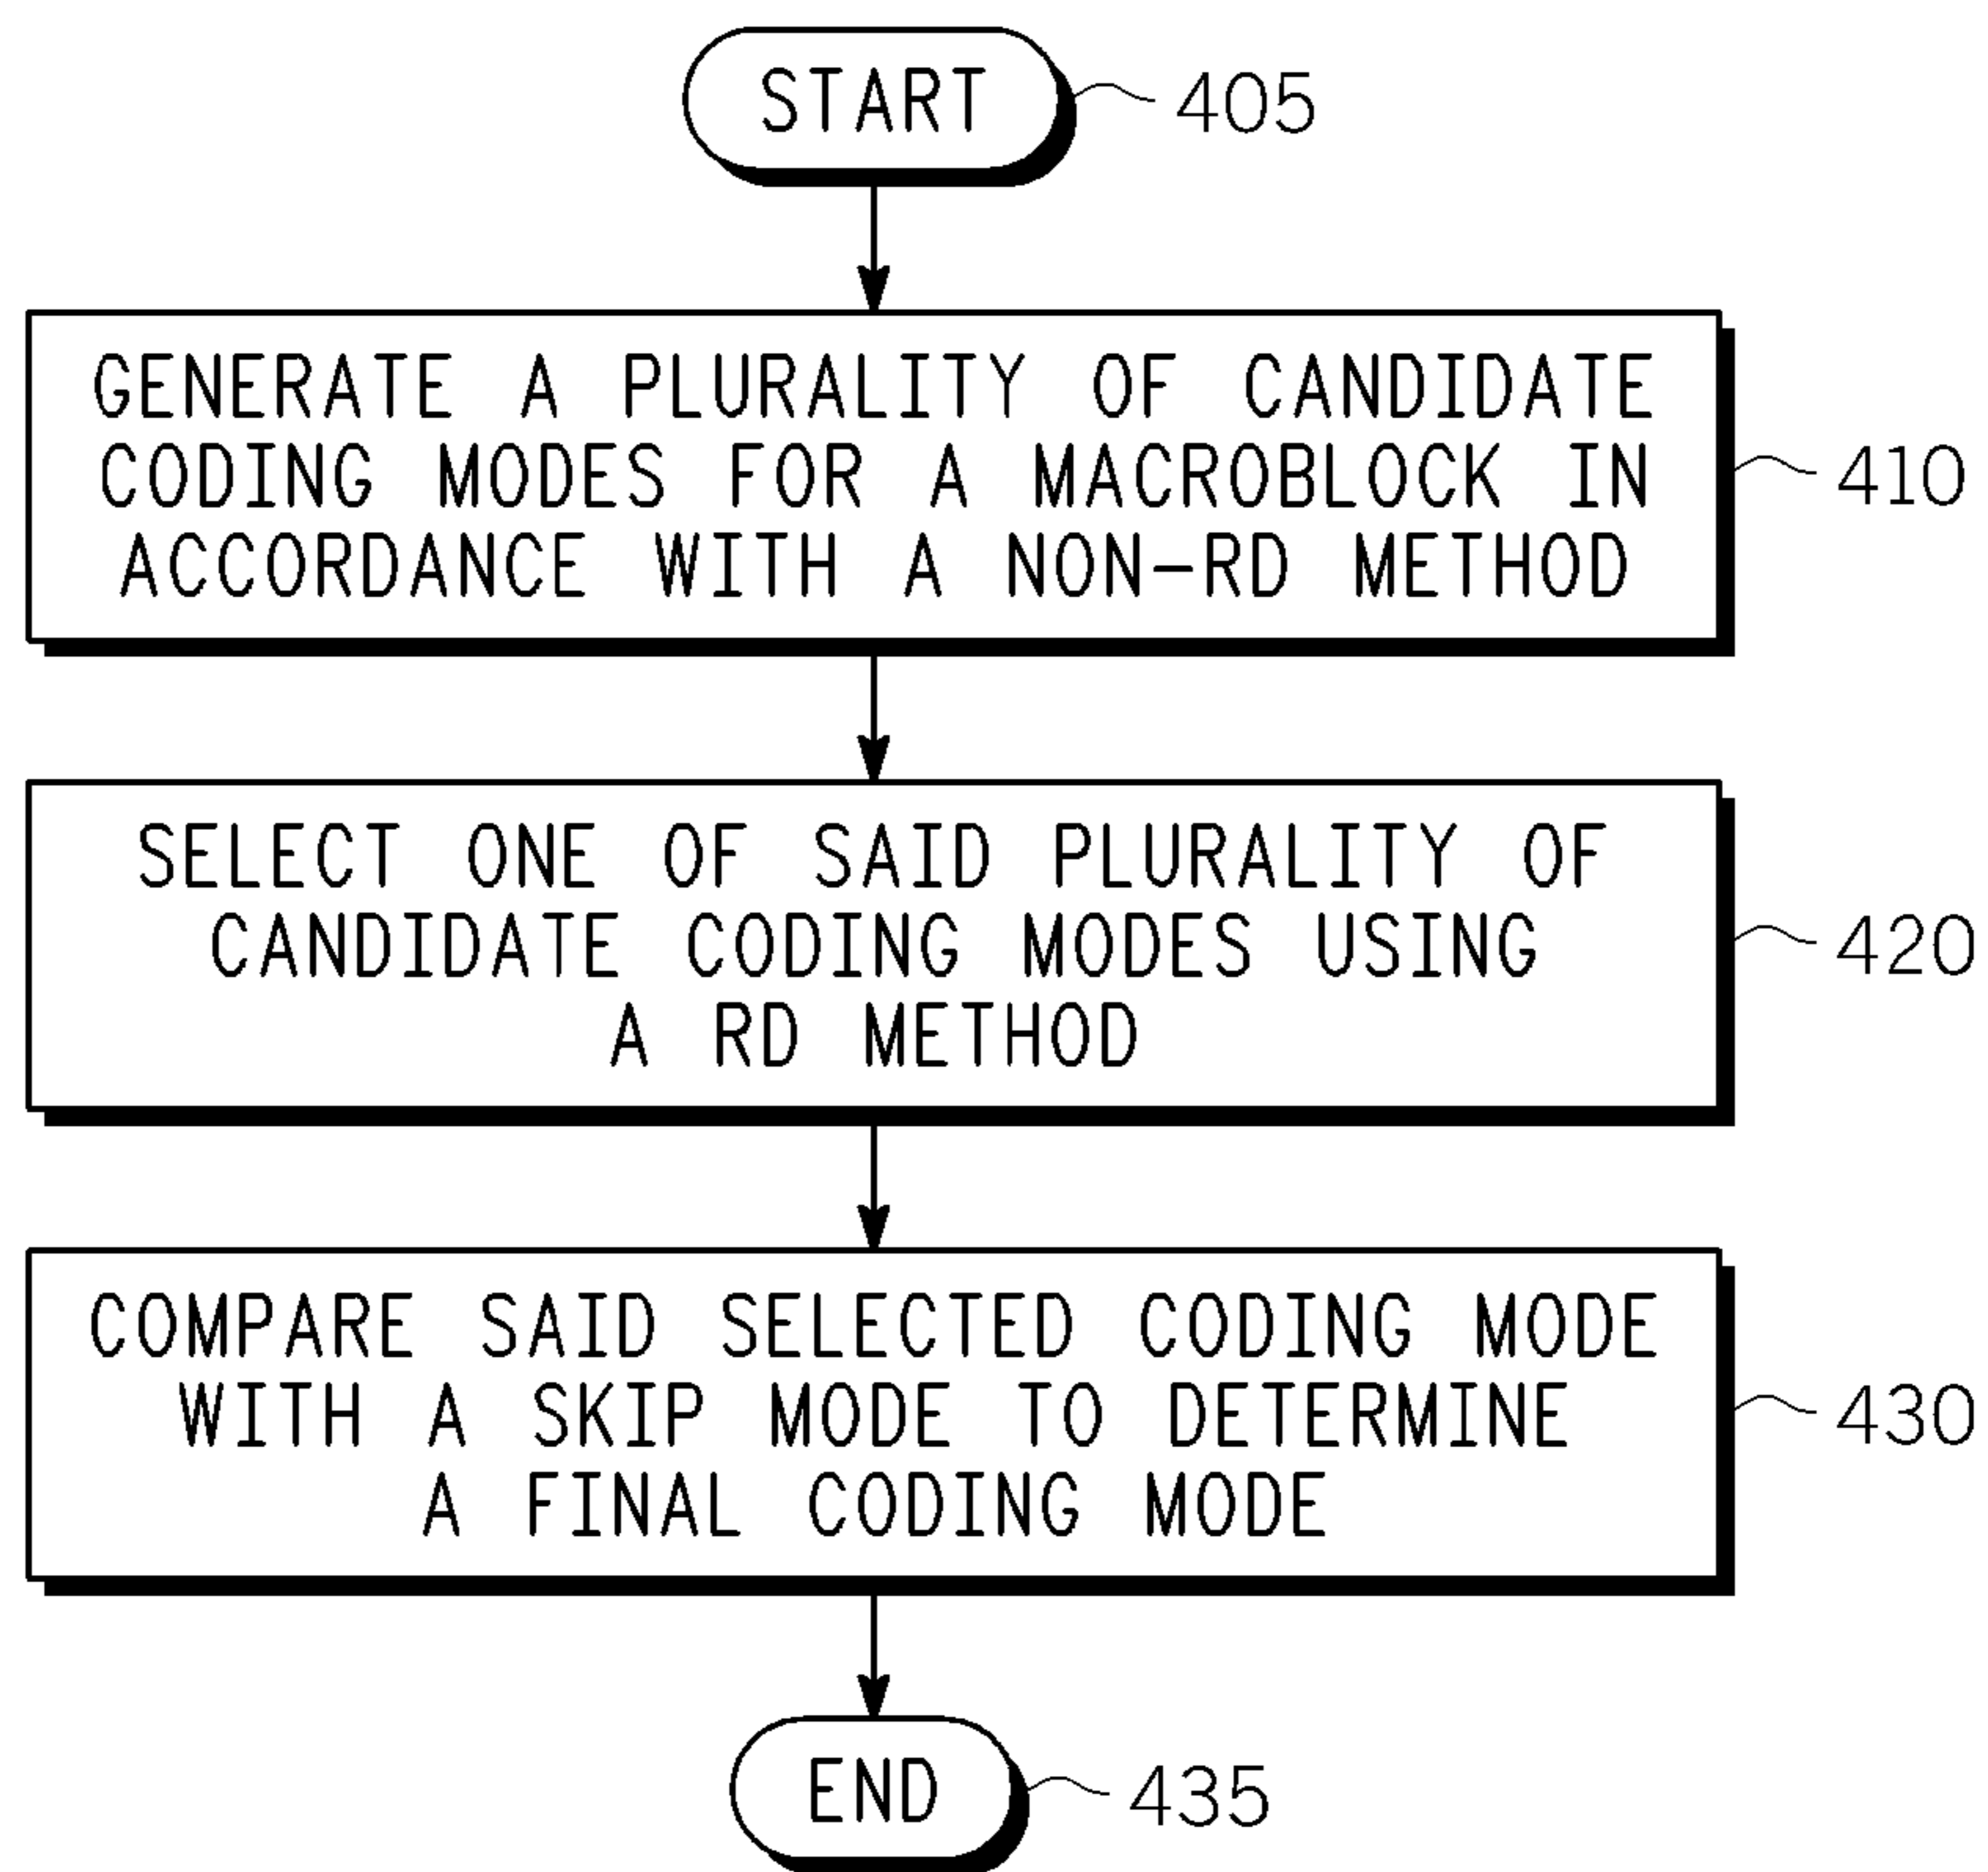 START
405
GENERATE A PLURALITY OF CANDIDATE
CODING MODES FOR A MACROBLOCK IN
ACCORDANCE WITH A NON-RD METHOD
410
SELECT ONE OF SAID PLURALITY OF
CANDIDATE CODING MODES USING
A RD METHOD
420
COMPARE SAID SELECTED CODING MODE
WITH A SKIP MODE TO DETERMINE
A FINAL CODING MODE
430
END
435